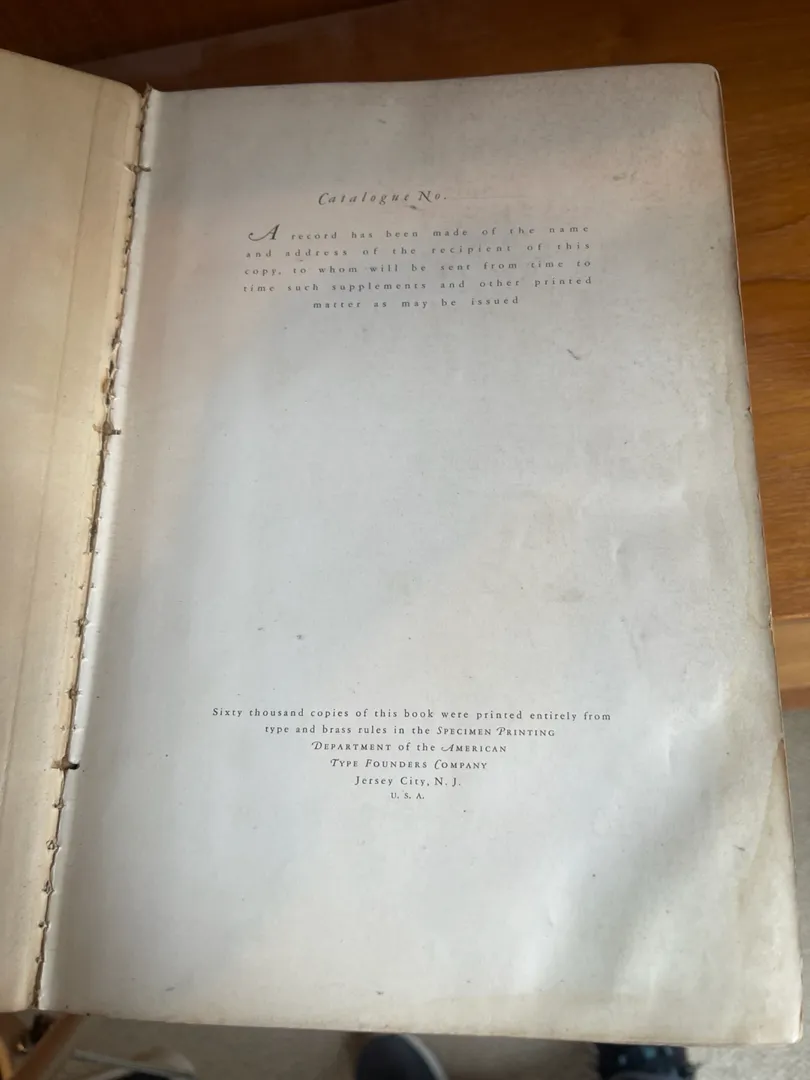 Catalogue No.
A record has been made of the name
and address of the recipient of this
copy, to whom will be sent from time to
time such supplements and other printed
matter as may be issued
Sixty thousand copies of this book were printed entirely from
type and brass rules in the SPECIMEN PRINTING
DEPARTMENT of the AMERICAN
TYPE FOUNDERS COMPANY
Jersey City, N. J.
U. S. A.